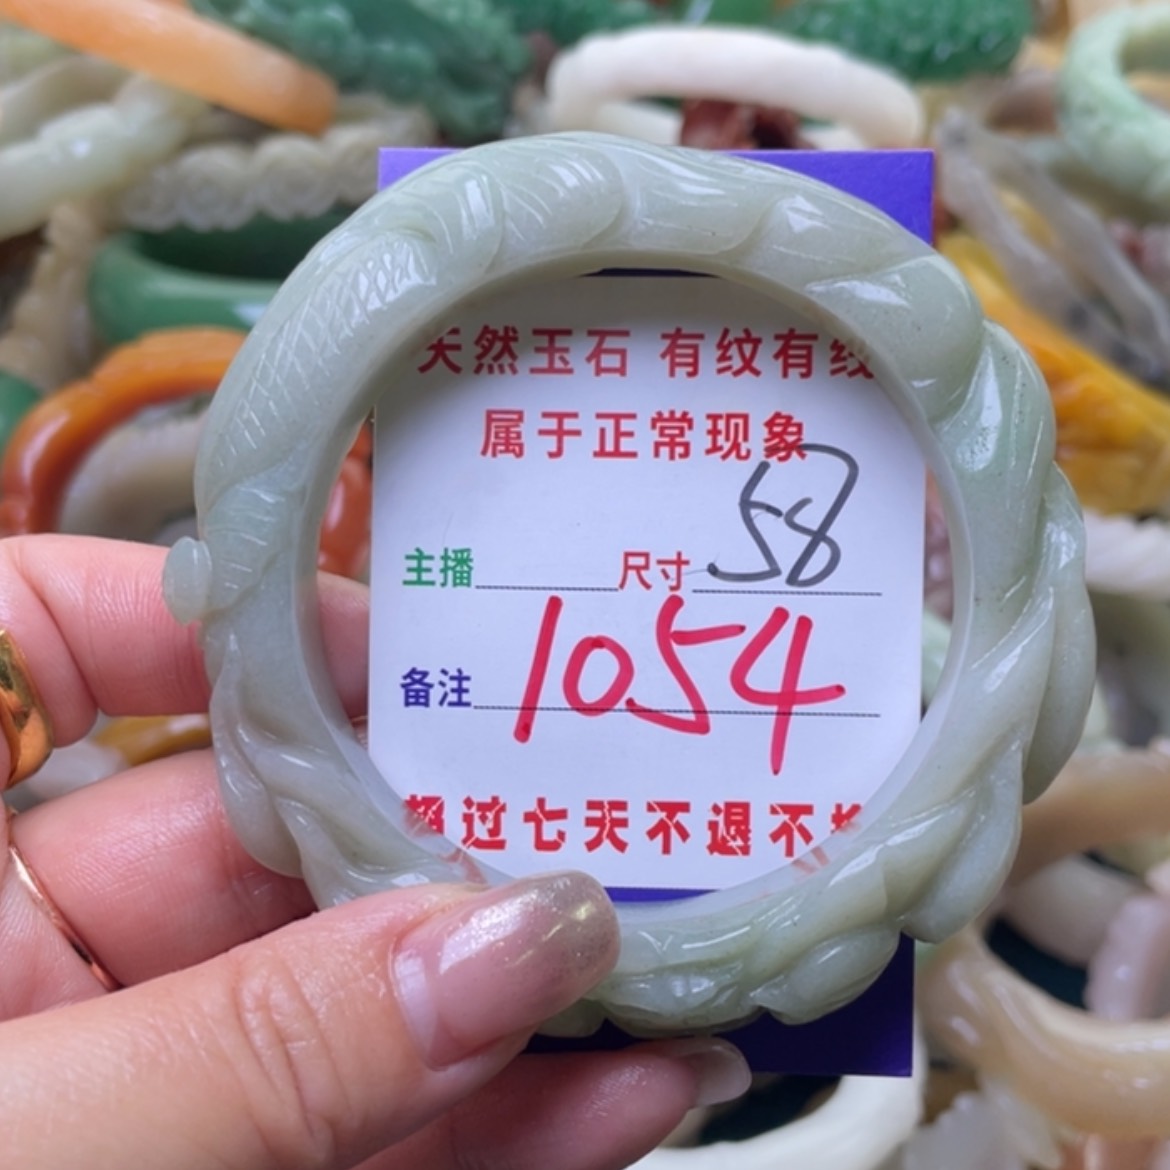 天然玉石 有纹有线
属于正常现象
主播 尺寸 58
备注 1054
超过七天不退不换